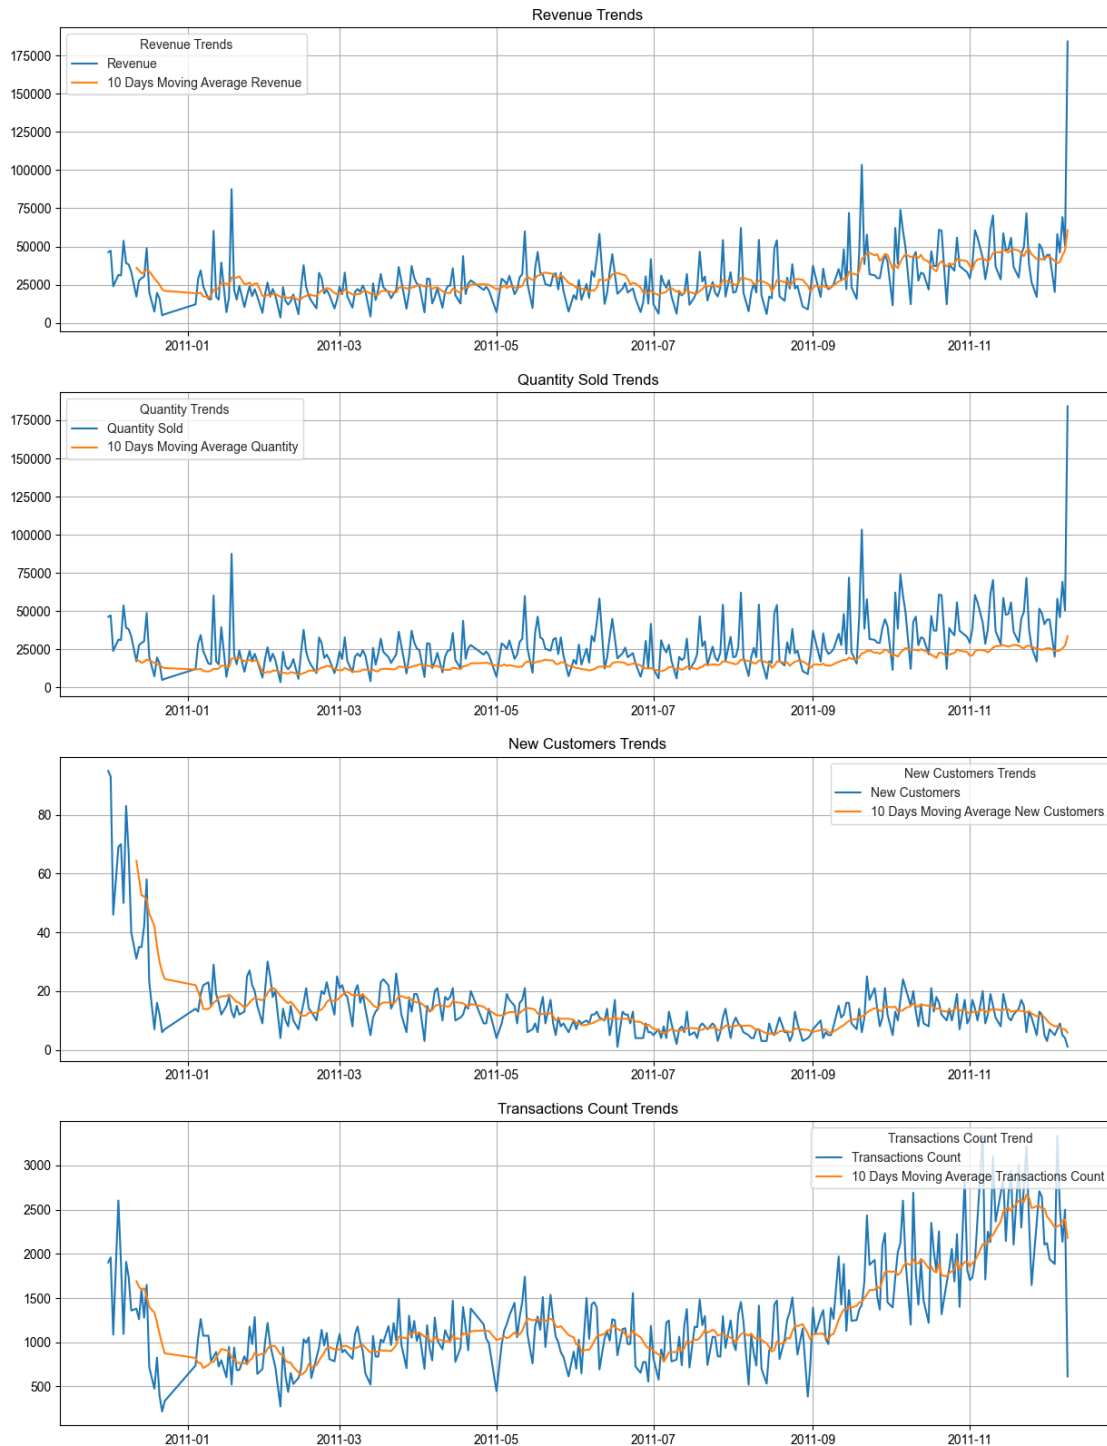 Revenue Trends
Revenue Trends
Revenue
10 Days Moving Average Revenue
175000
150000
125000
100000
75000
50000
25000
0
2011-01 2011-03 2011-05 2011-07 2011-09 2011-11
Quantity Sold Trends
Quantity Trends
Quantity Sold
10 Days Moving Average Quantity
175000
150000
125000
100000
75000
50000
25000
0
2011-01 2011-03 2011-05 2011-07 2011-09 2011-11
New Customers Trends
New Customers Trends
New Customers
10 Days Moving Average New Customers
80
60
40
20
0
2011-01 2011-03 2011-05 2011-07 2011-09 2011-11
Transactions Count Trends
Transactions Count Trend
Transactions Count
10 Days Moving Average Transactions Count
3000
2500
2000
1500
1000
500
2011-01 2011-03 2011-05 2011-07 2011-09 2011-11